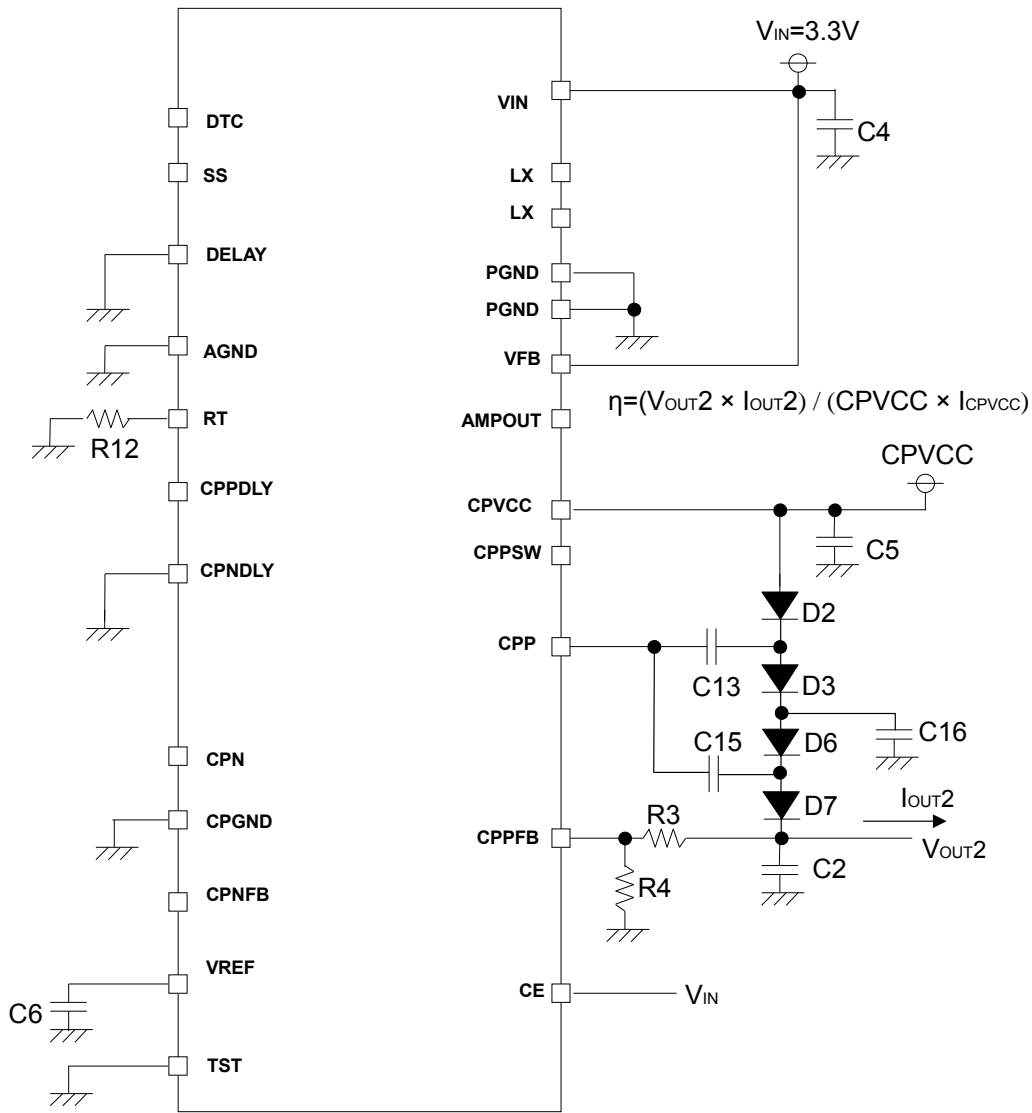 VIN=3.3V
VIN
C4
DTC
SS
LX
LX
DELAY
PGND
PGND
AGND
VFB
RT
R12
AMPOUT
η=(VOUT2 × IOUT2) / (CPVCC × ICPVCC)
CPVCC
CPPDLY
CPVCC
C5
CPPSW
CPNDLY
D2
CPP
C13
D3
C15
D6
C16
CPN
D7
IOUT2
CPGND
CPPFB
R3
VOUT2
C2
R4
CPNFB
VREF
C6
CE
VIN
TST